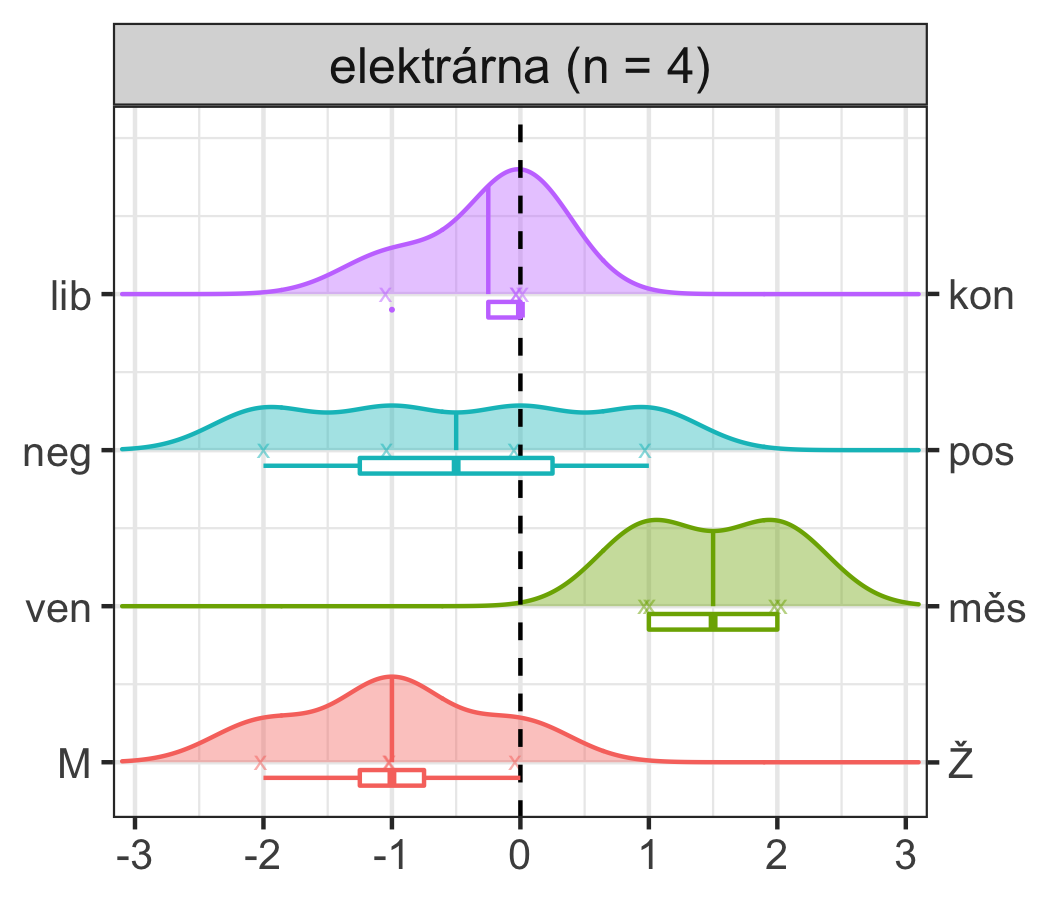 elektrárna (n = 4)
lib kon
neg pos
ven měs
M Ž
-3 -2 -1 0 1 2 3